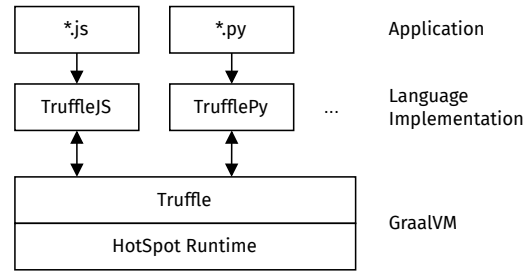 *.js
*.py
Application
TruffleJS
TrufflePy
...
Language
Implementation
Truffle
GraalVM
HotSpot Runtime